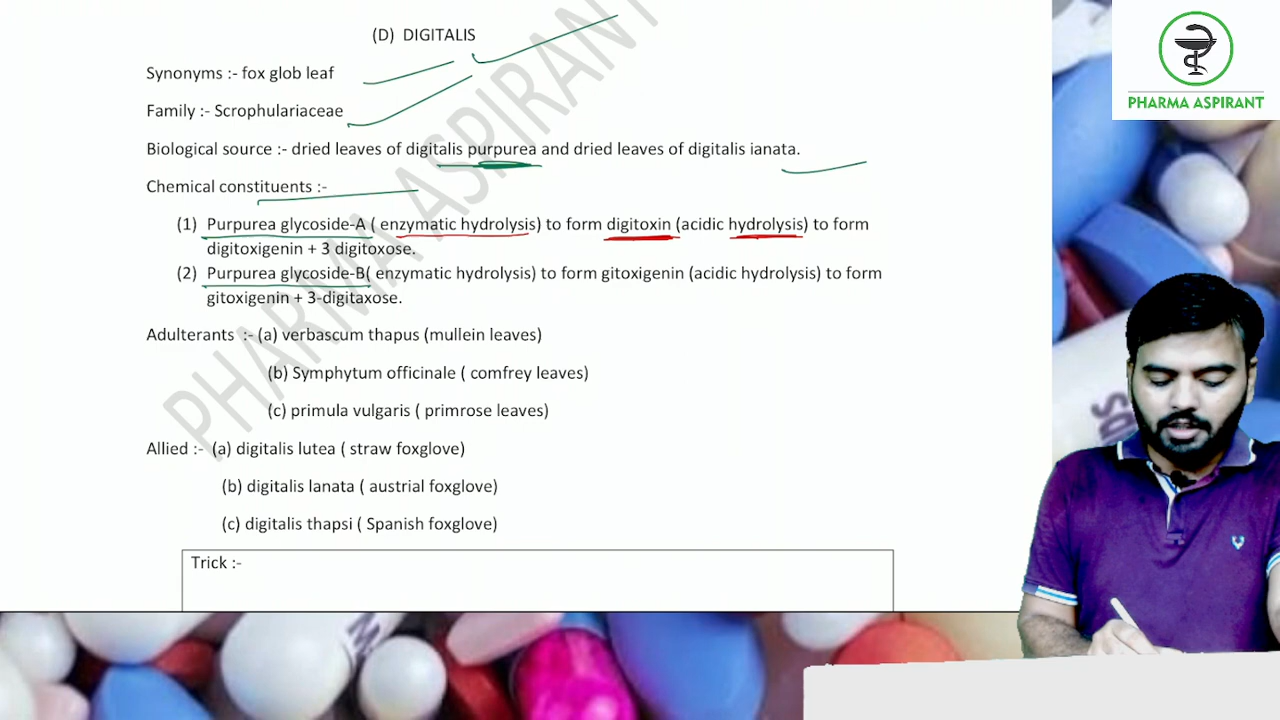 (D) DIGITALIS
Synonyms :- fox glob leaf
Family :- Scrophulariaceae
Biological source :- dried leaves of digitalis purpurea and dried leaves of digitalis ianata.
Chemical constituents :-
(1) Purpurea glycoside-A ( enzymatic hydrolysis) to form digitoxin (acidic hydrolysis) to form
digitoxigenin + 3 digitoxose.
(2) Purpurea glycoside-B( enzymatic hydrolysis) to form gitoxigenin (acidic hydrolysis) to form
gitoxigenin + 3-digitaxose.
Adulterants :- (a) verbascum thapus (mullein leaves)
(b) Symphytum officinale ( comfrey leaves)
(c) primula vulgaris ( primrose leaves)
Allied :- (a) digitalis lutea ( straw foxglove)
(b) digitalis lanata ( austrial foxglove)
(c) digitalis thapsi ( Spanish foxglove)
Trick :-
PHARMA ASPIRANT
PHARMA ASPIRANT